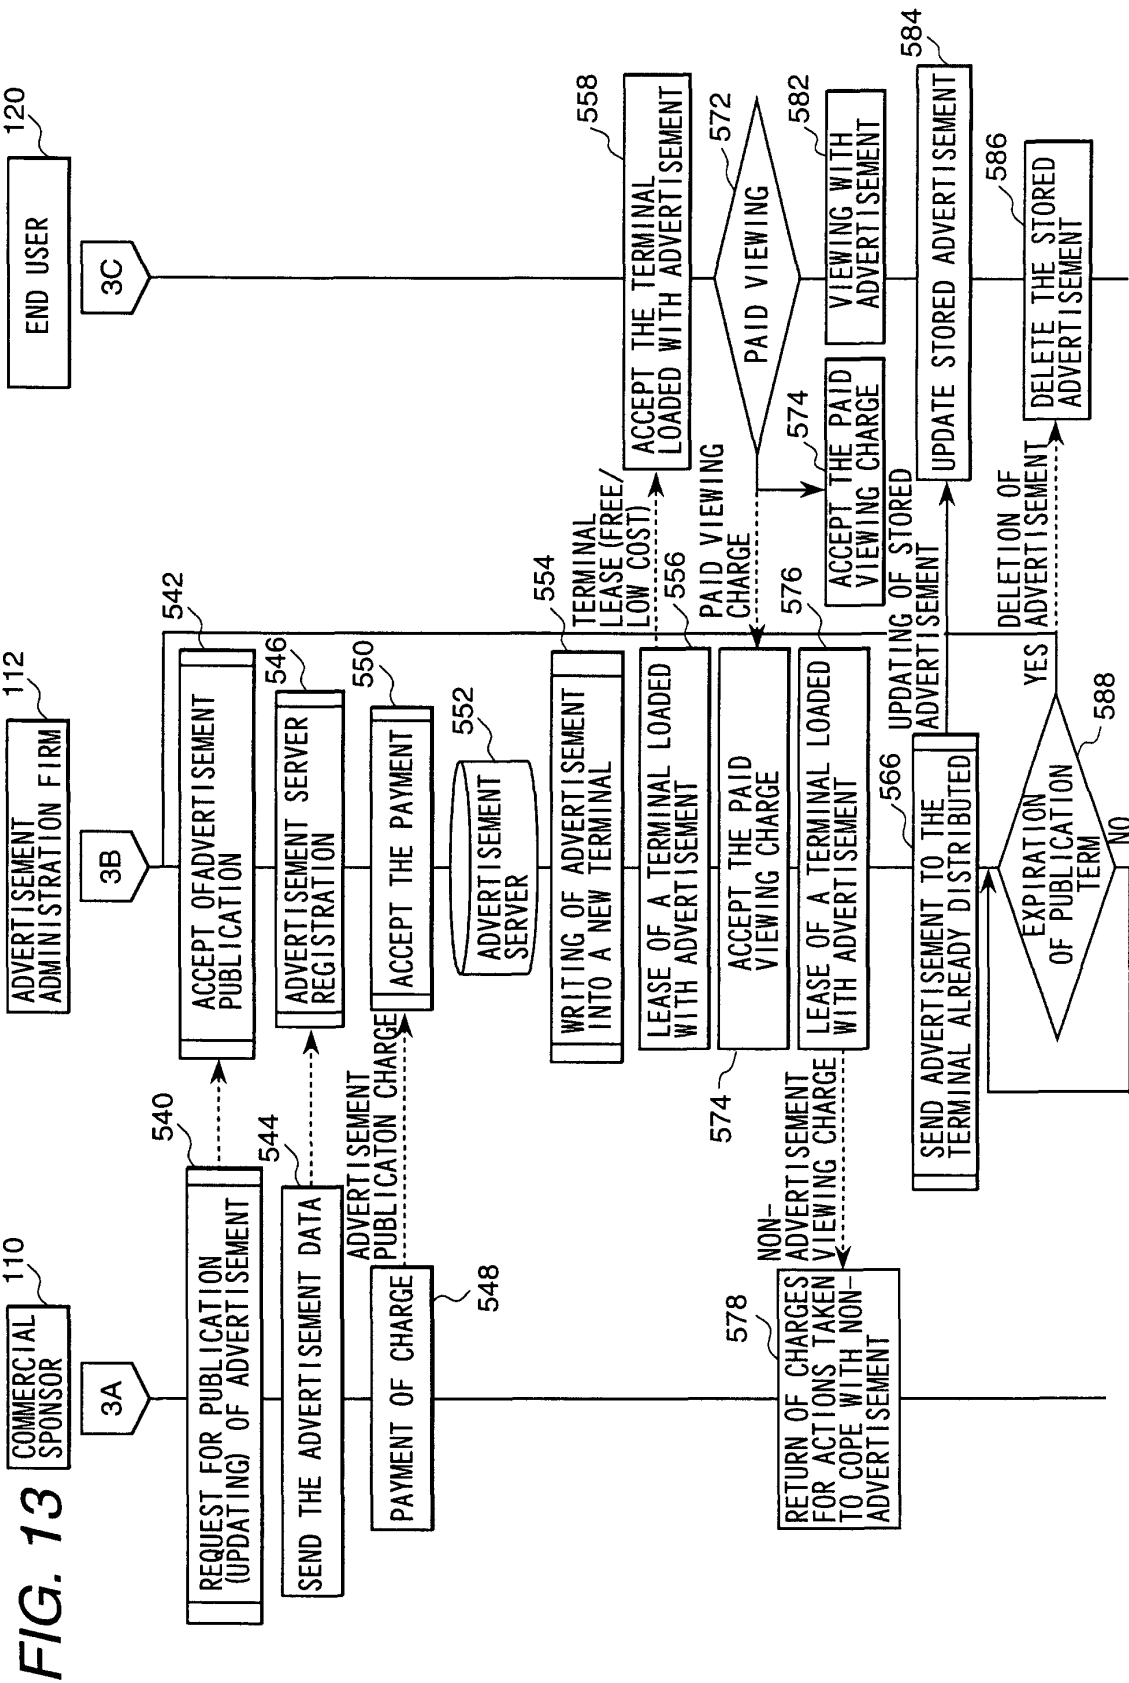 FIG. 13
COMMERCIAL
SPONSOR
110
ADVERTISEMENT
ADMINISTRATION FIRM
112
END USER
120
3A
3B
3C
REQUEST FOR PUBLICATION
(UPDATING) OF ADVERTISEMENT
540
ACCEPT OFADVERTISEMENT
PUBLICATION
542
SEND THE ADVERTISEMENT DATA
544
ADVERTISEMENT SERVER
REGISTRATION
546
PAYMENT OF CHARGE
548
ADVERTISEMENT
PUBLICATON CHARGE
ACCEPT THE PAYMENT
550
ADVERTISEMENT
SERVER
552
WRITING OF ADVERTISEMENT
INTO A NEW TERMINAL
554
TERMINAL
LEASE(FREE/
LOW COST)
LEASE OF A TERMINAL LOADED
WITH ADVERTISEMENT
556
ACCEPT THE TERMINAL
LOADED WITH ADVERTISEMENT
558
PAID VIEWING
572
PAID VIEWING
CHARGE
ACCEPT THE PAID
VIEWING CHARGE
574
ACCEPT THE PAID
VIEWING CHARGE
574
LEASE OF A TERMINAL LOADED
WITH ADVERTISEMENT
576
VIEWING WITH
ADVERTISEMENT
582
NON-
ADVERTISEMENT
VIEWING CHARGE
RETURN OF CHARGES
FOR ACTIONS TAKEN
TO COPE WITH NON-
ADVERTISEMENT
578
SEND ADVERTISEMENT TO THE
TERMINAL ALREADY DISTRIBUTED
566
UPDATING OF STORED
ADVERTISEMENT
UPDATE STORED ADVERTISEMENT
584
EXPIRATION
OF PUBLICATION
TERM
588
YES
NO
DELETION OF
ADVERTISEMENT
DELETE THE STORED
ADVERTISEMENT
586